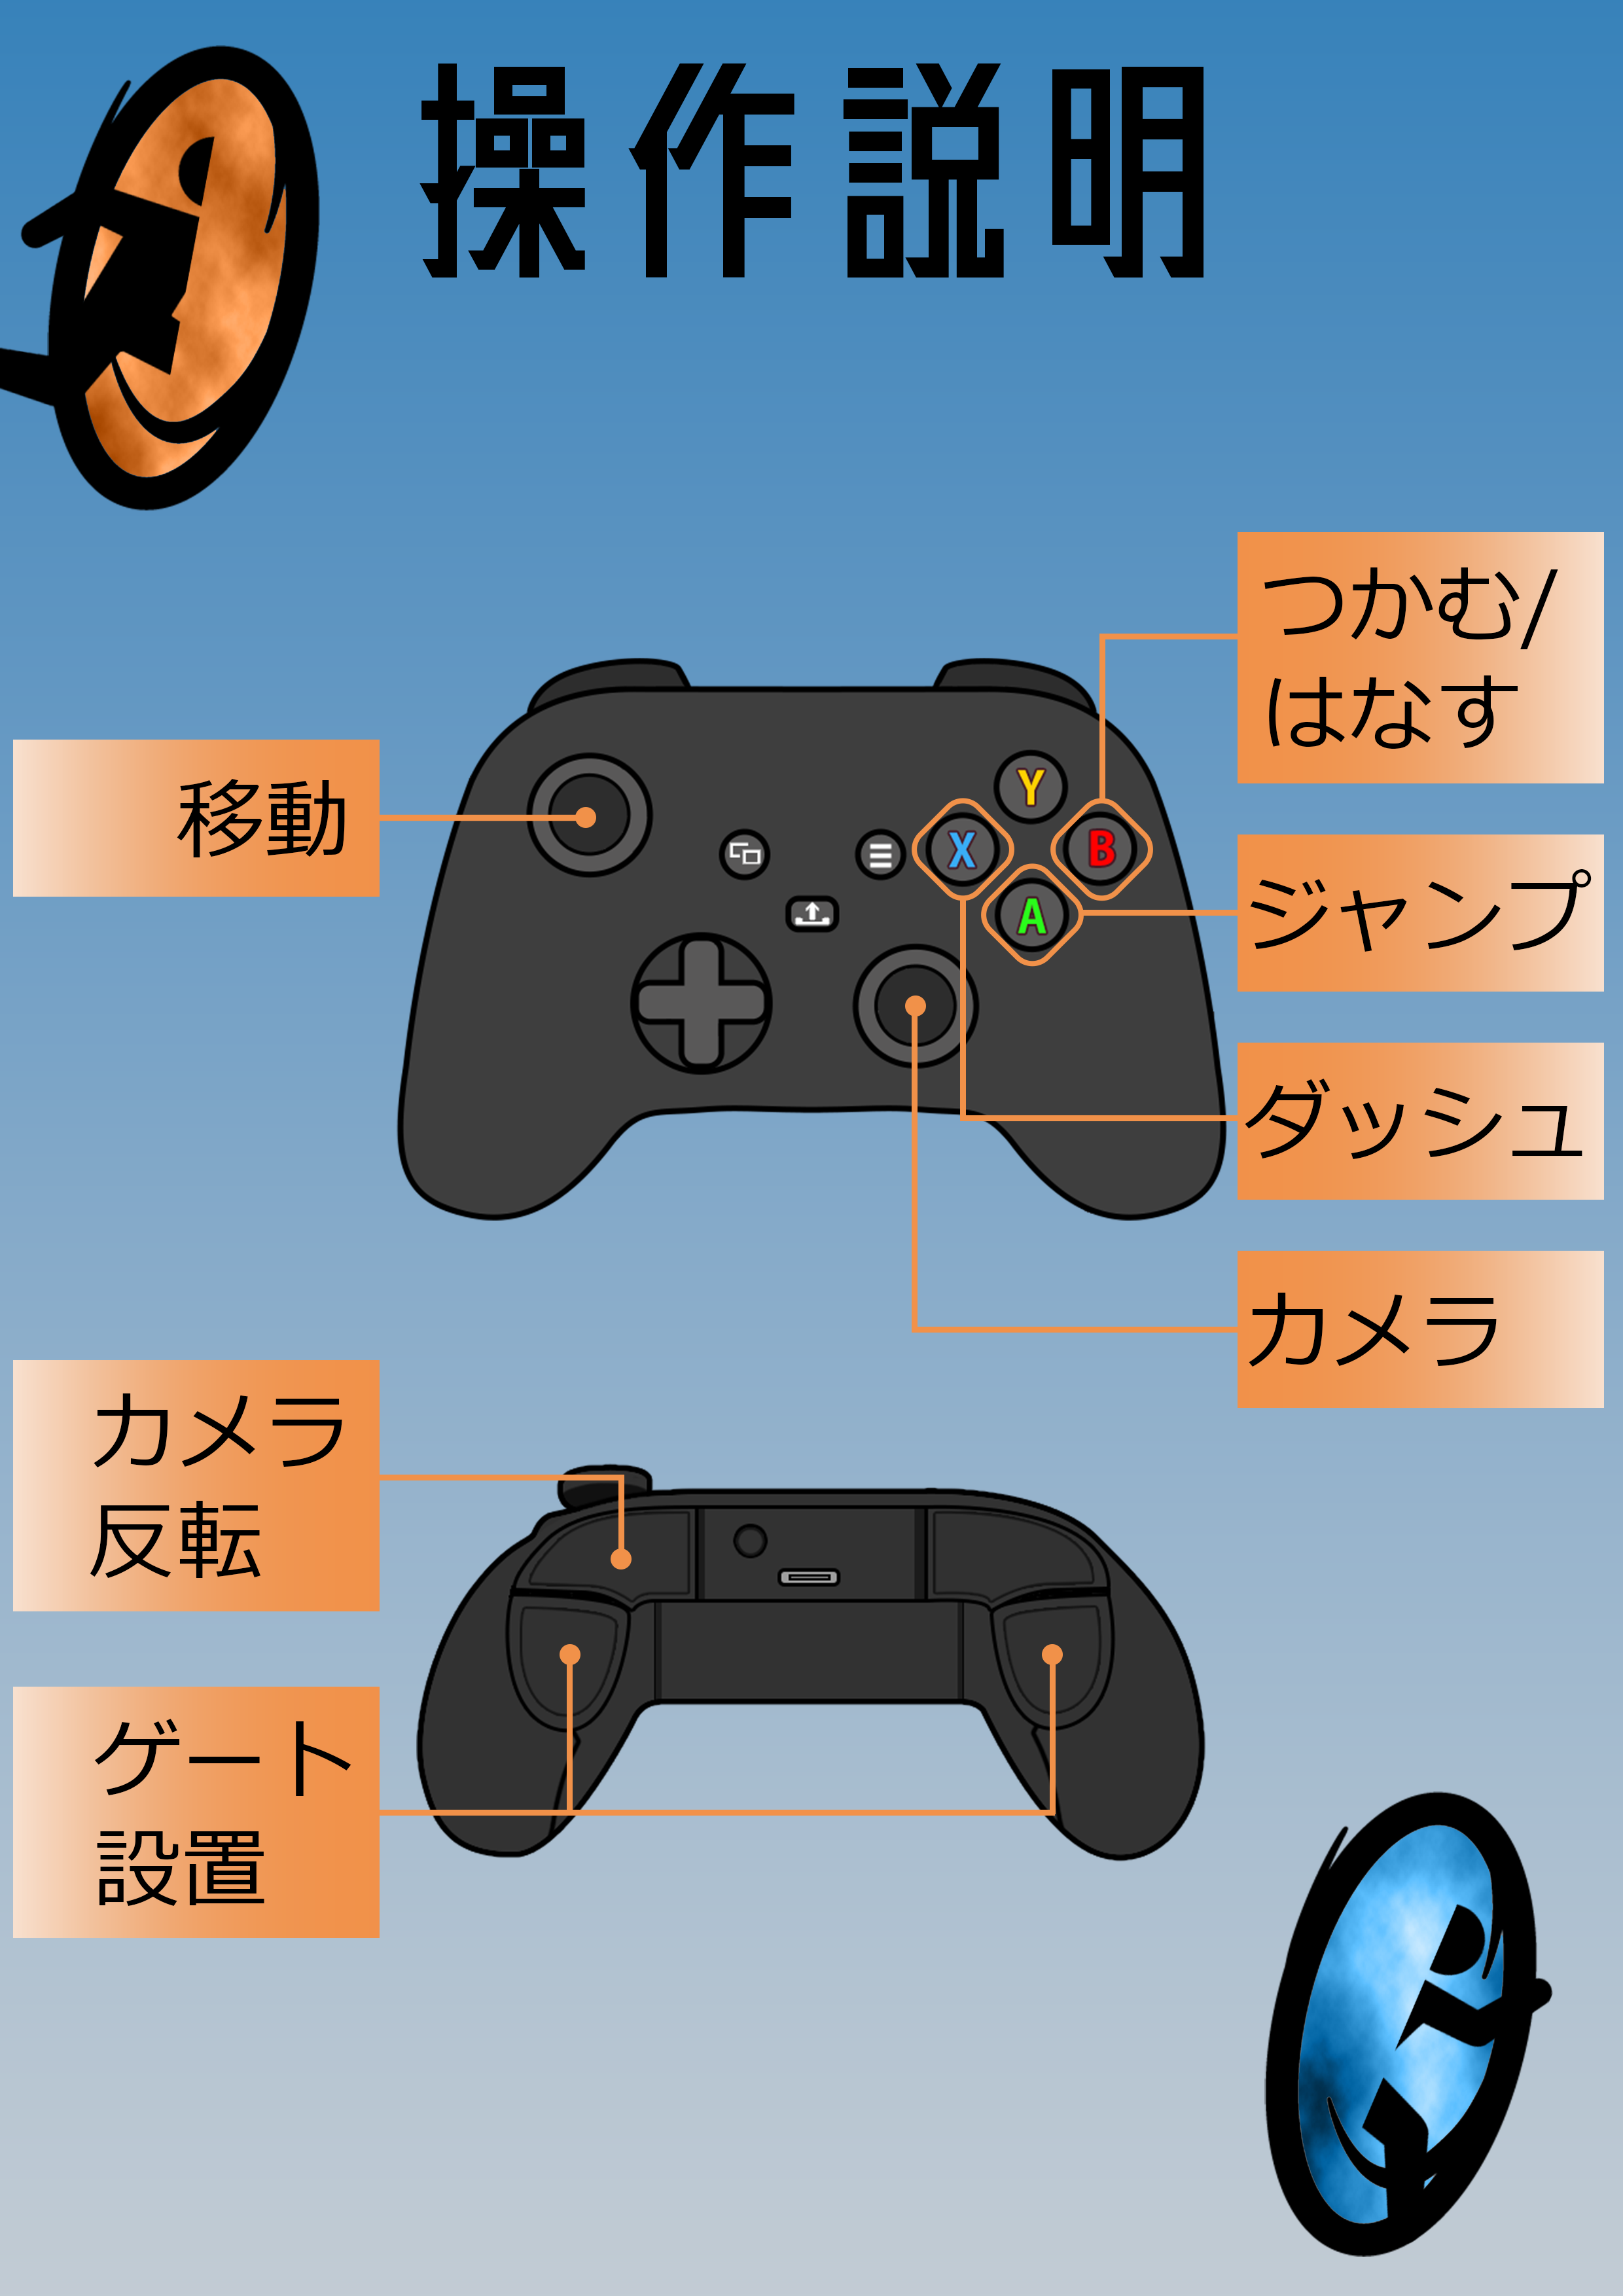 操作説明
つかむ/
はなす
移動
Y
X
B
A
ジャンプ
ダッシュ
カメラ
カメラ
反転
ゲート
設置